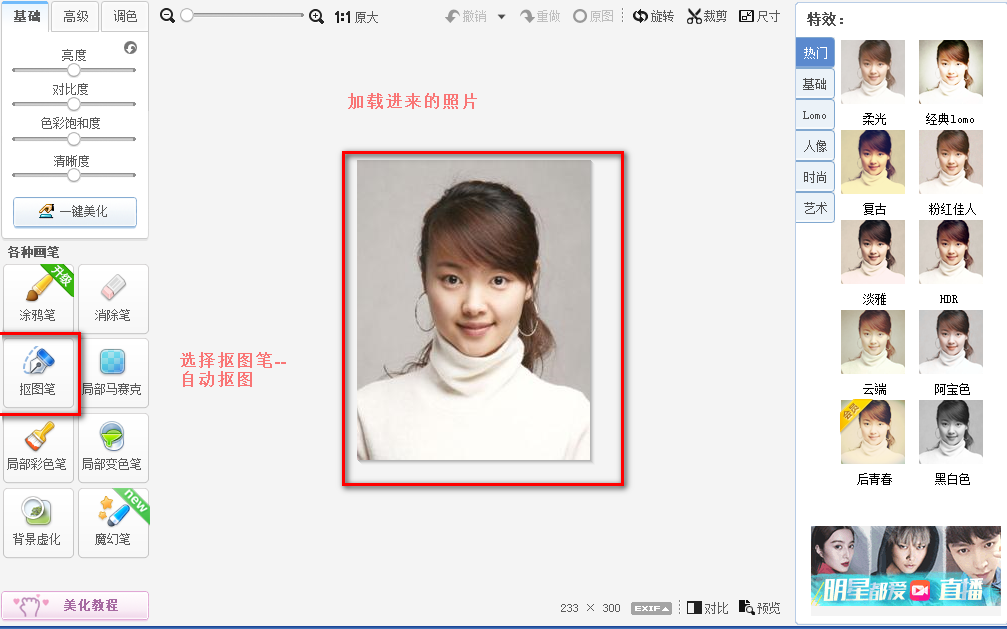 基础 高级 调色
亮度
对比度
色彩饱和度
清晰度
一键美化
各种画笔
升级
涂鸦笔 消除笔
抠图笔 局部马赛克
局部彩色笔 局部变色笔
new
背景虚化 魔幻笔
美化教程
1:1 原大 撤销 重做 原图 旋转 裁剪 尺寸
加载进来的照片
选择抠图笔--
自动抠图
233 × 300 EXIF 对比 预览
特效：
热门
基础
Lomo
人像
时尚
艺术
柔光 经典lomo
复古 粉红佳人
淡雅 HDR
云端 阿宝色
会员
后青春 黑白色
明星都爱 直播